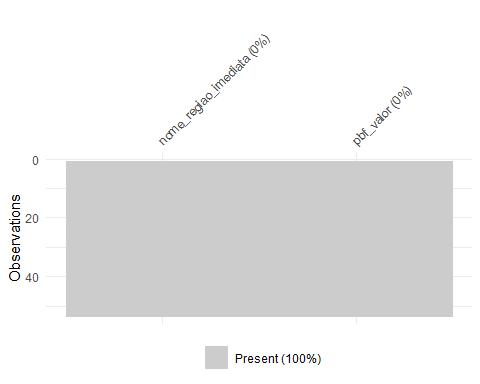 nome_regiao_imediata (0%)
pbf_valor (0%)
0
20
40
Observations
Present (100%)